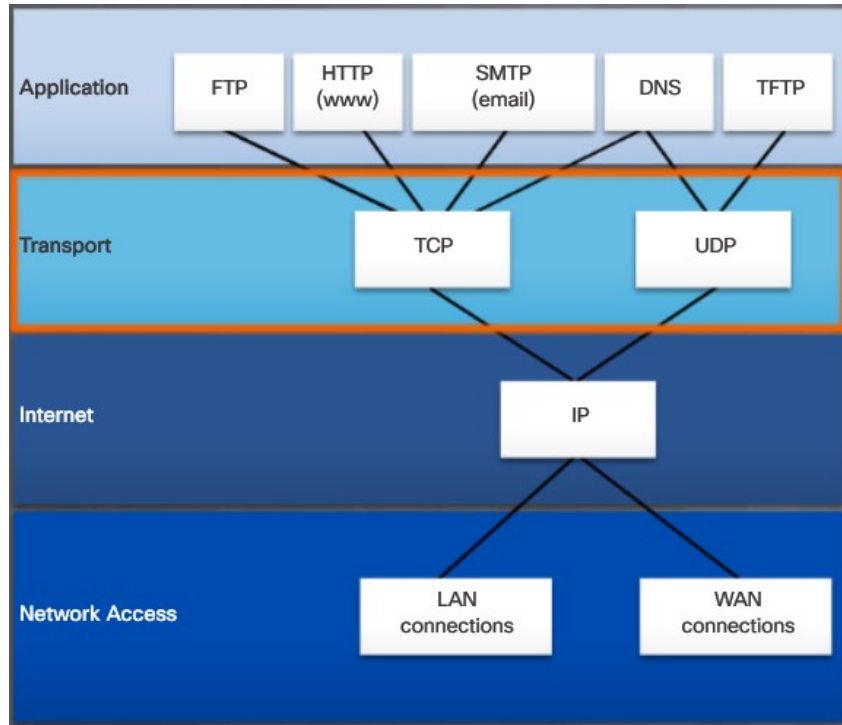 Application
FTP
HTTP
(www)
SMTP
(email)
DNS
TFTP
Transport
TCP
UDP
Internet
IP
Network Access
LAN
connections
WAN
connections